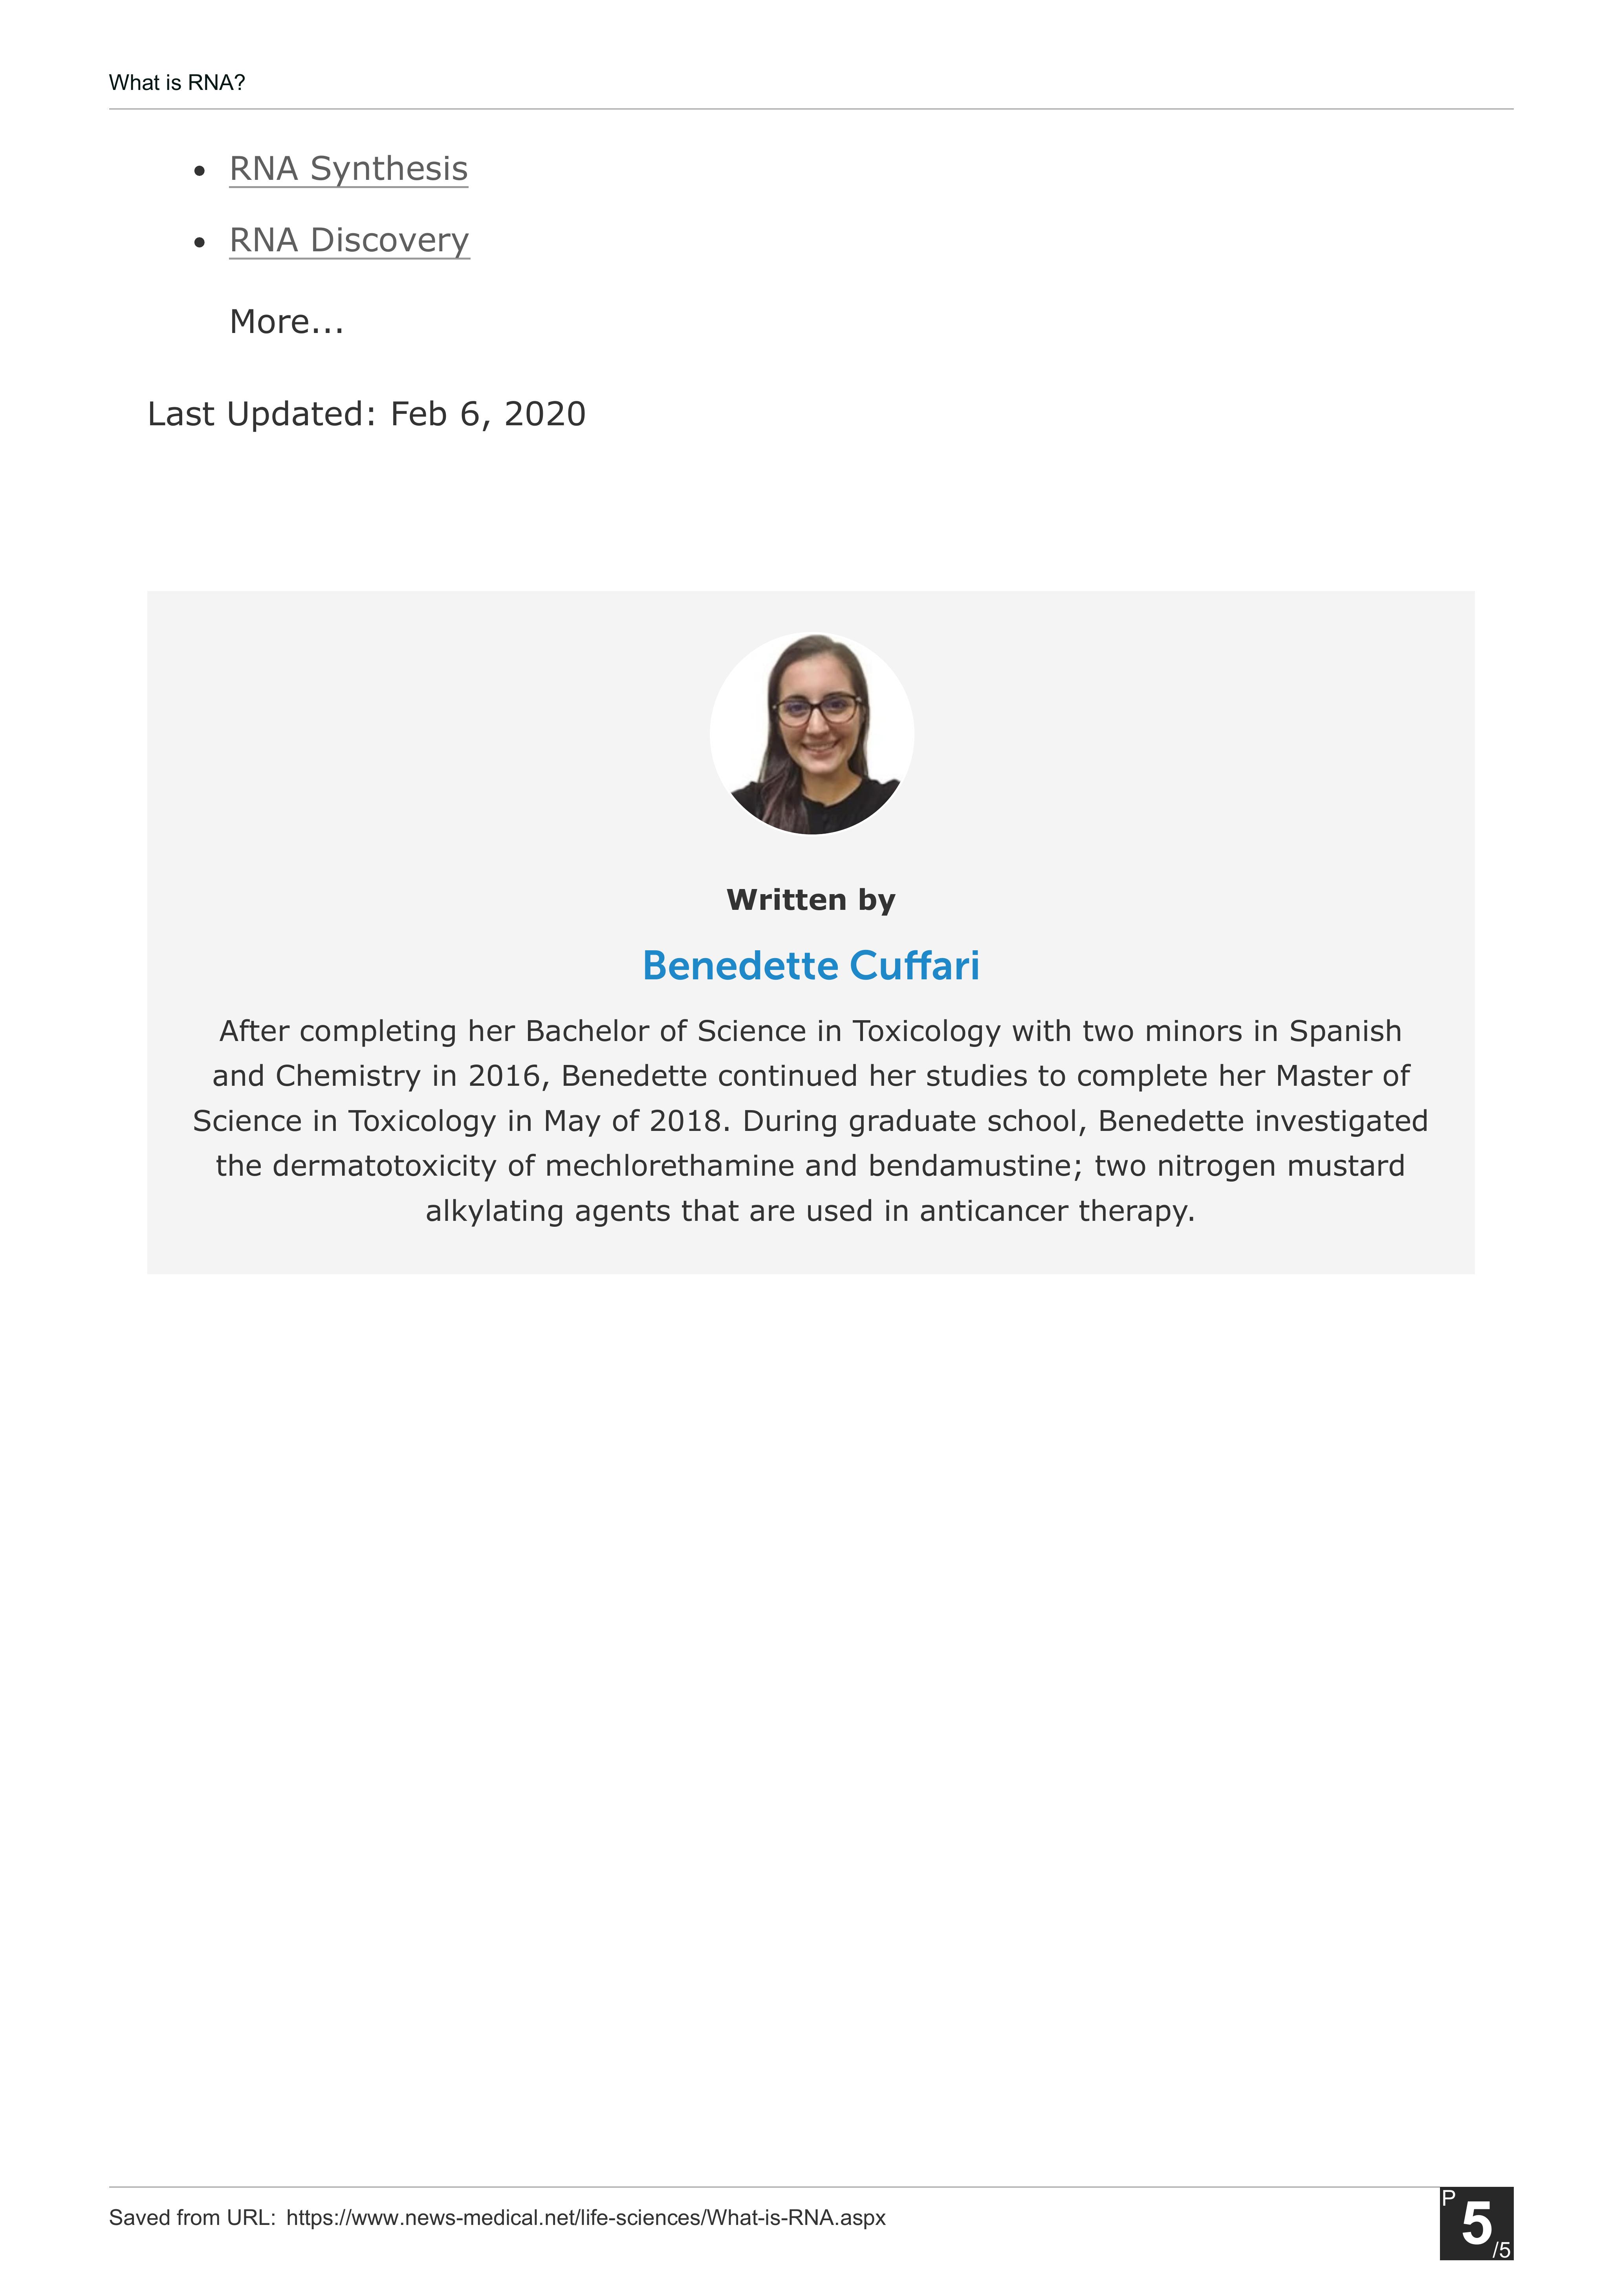 What is RNA?
• RNA Synthesis
• RNA Discovery
More...
Last Updated: Feb 6, 2020
Written by
Benedette Cuffari
After completing her Bachelor of Science in Toxicology with two minors in Spanish
and Chemistry in 2016, Benedette continued her studies to complete her Master of
Science in Toxicology in May of 2018. During graduate school, Benedette investigated
the dermatotoxicity of mechlorethamine and bendamustine; two nitrogen mustard
alkylating agents that are used in anticancer therapy.
Saved from URL: https://www.news-medical.net/life-sciences/What-is-RNA.aspx
P 5 /5